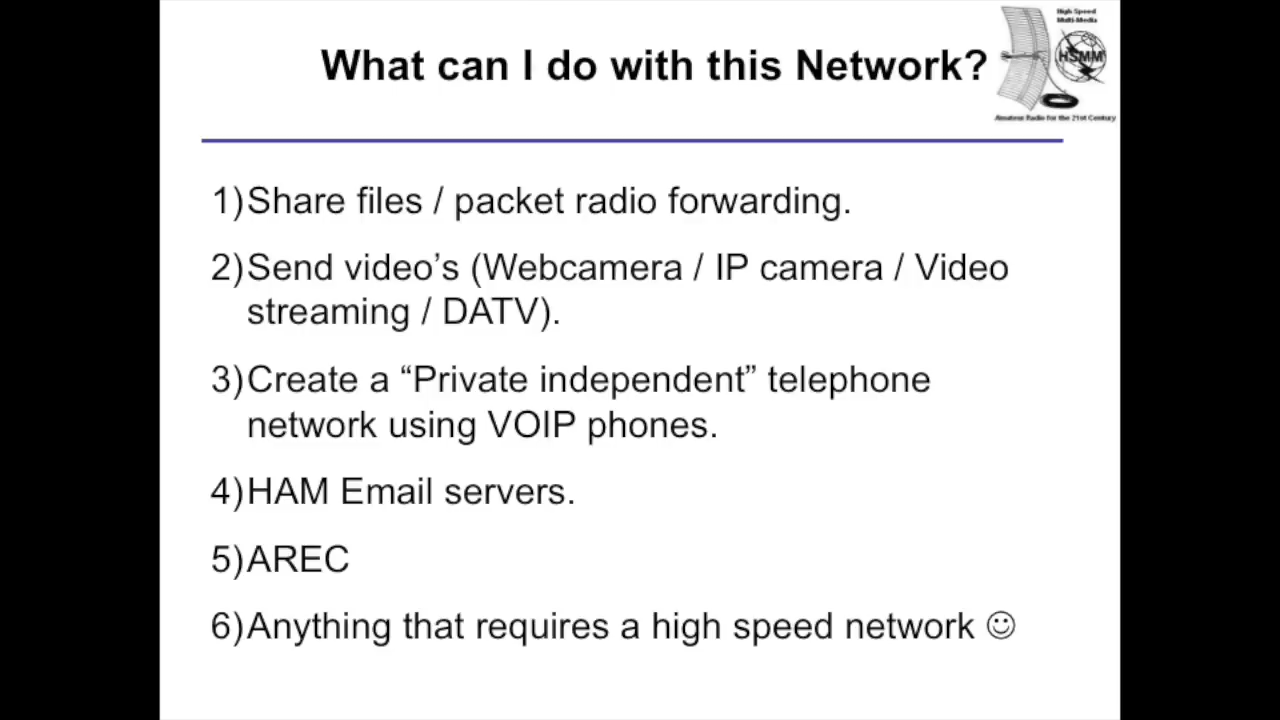 What can I do with this Network?
High Speed
Multi-Media
HSMM
Amateur Radio for the 21st Century
1)Share files / packet radio forwarding.
2)Send video’s (Webcamera / IP camera / Video
streaming / DATV).
3)Create a “Private independent” telephone
network using VOIP phones.
4)HAM Email servers.
5)AREC
6)Anything that requires a high speed network ☺